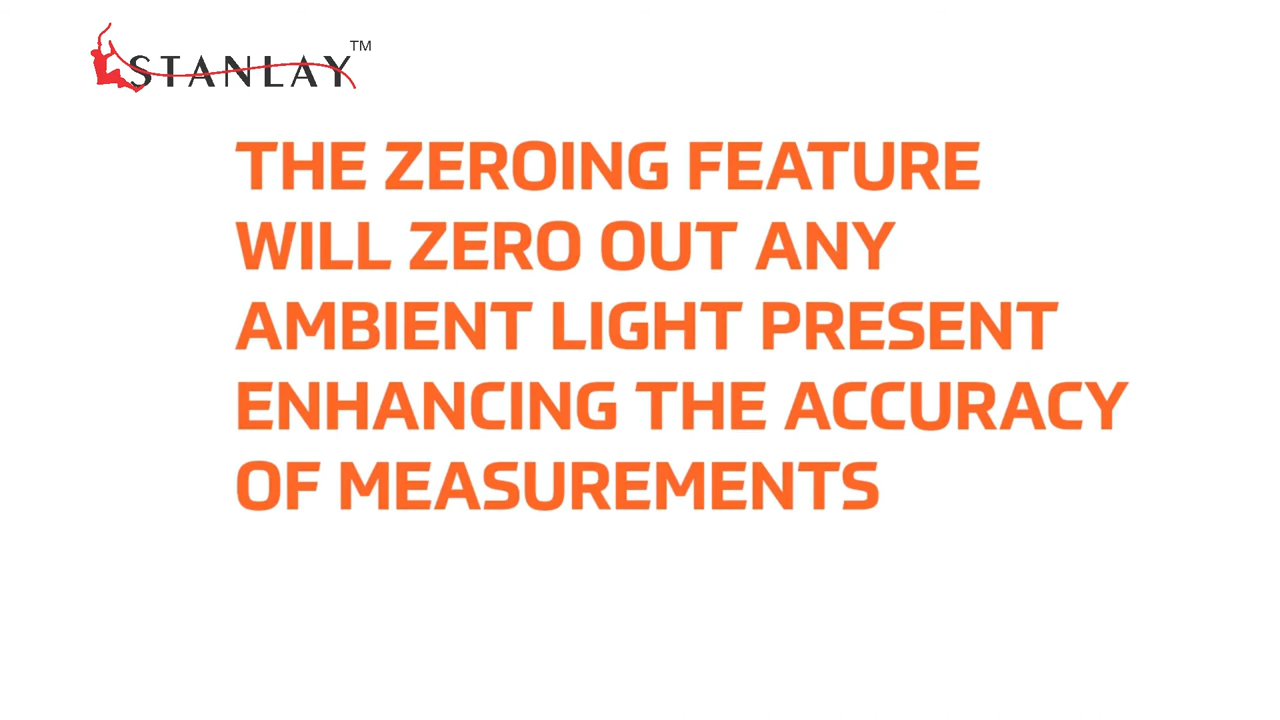 STANLAY™
THE ZEROING FEATURE
WILL ZERO OUT ANY
AMBIENT LIGHT PRESENT
ENHANCING THE ACCURACY
OF MEASUREMENTS